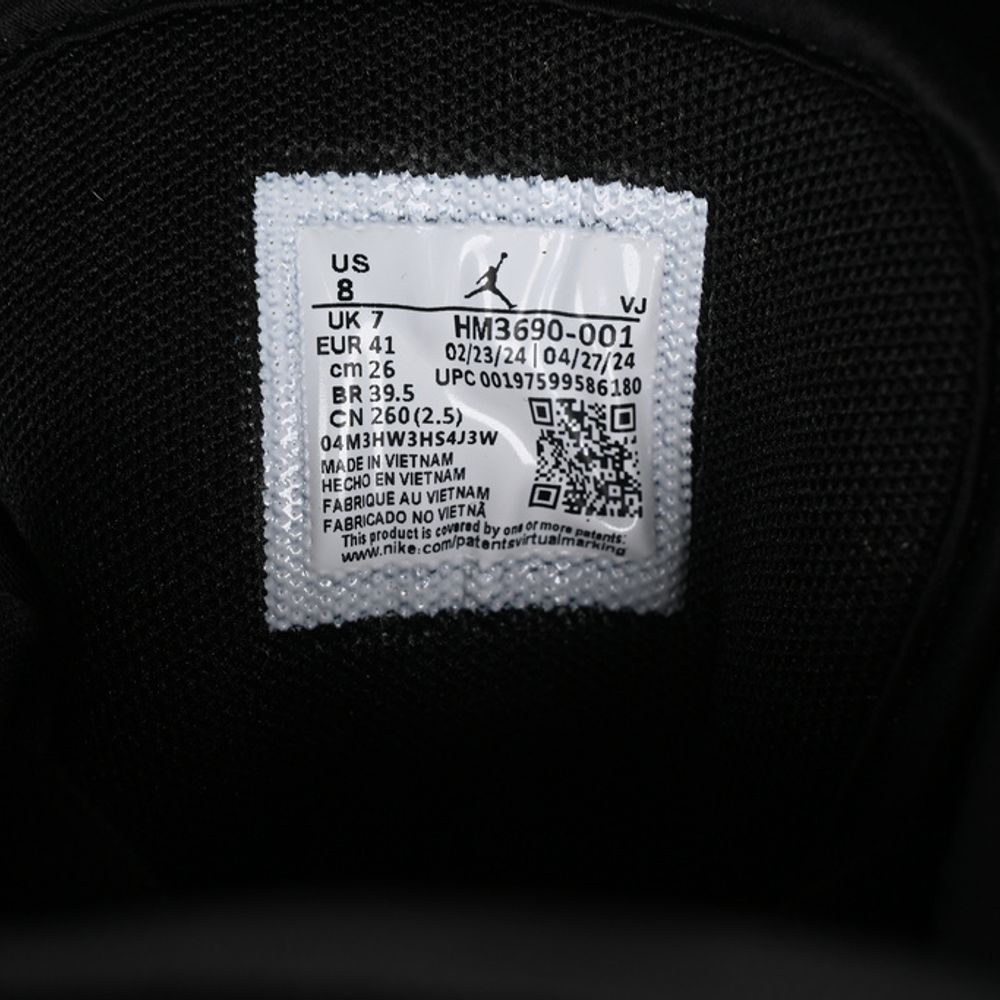 US
8
VJ
UK 7
HM3690-001
EUR 41
02/23/24 | 04/27/24
cm 26
UPC 00197599586180
BR 39.5
CN 260 (2.5)
04M3HW3HS4J3W
MADE IN VIETNAM
HECHO EN VIETNAM
FABRIQUE AU VIETNAM
FABRICADO NO VIETNÃ
This product is covered by one or more patents:
www.nike.com/patentsvirtualmarking